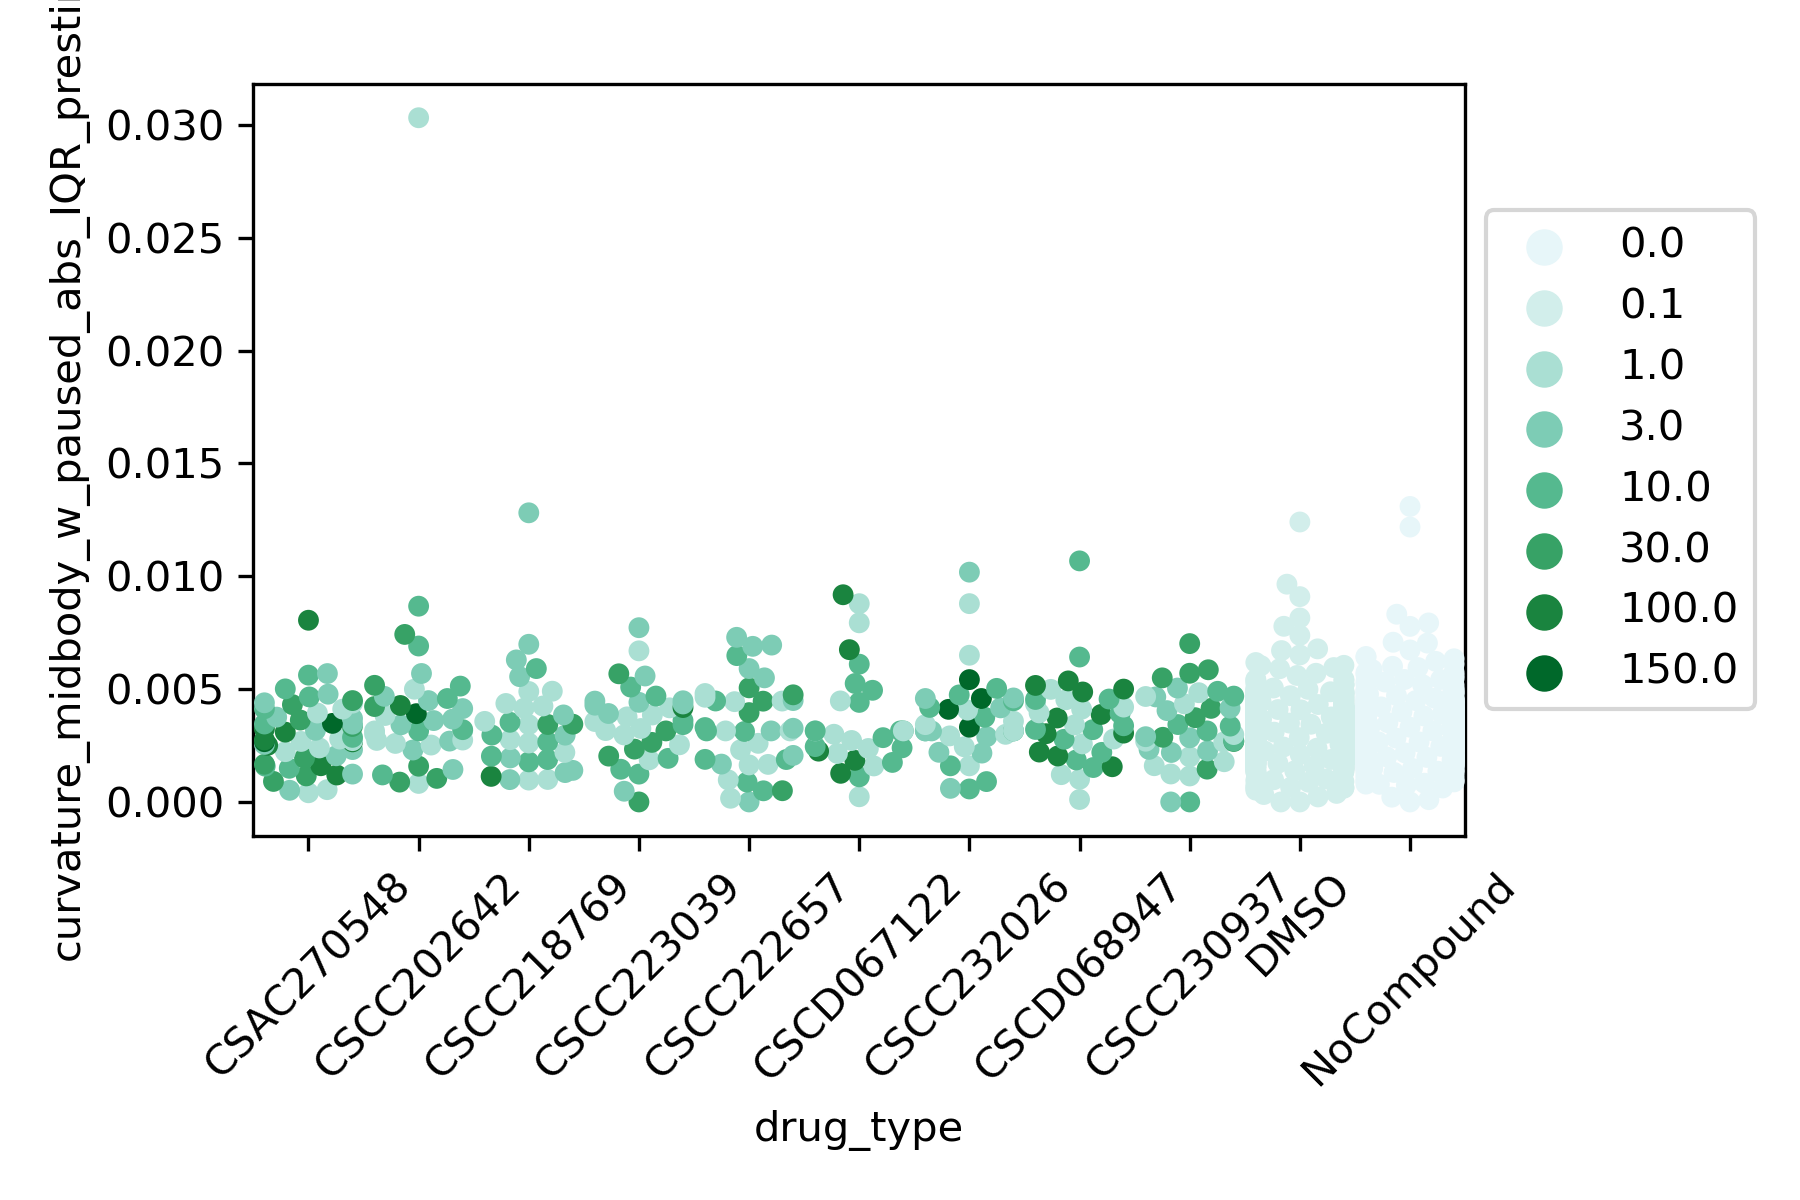 curvature_midbody_w_paused_abs_IQR_presti
0.030
0.025
0.020
0.015
0.010
0.005
0.000
CSAC270548
CSCC202642
CSCC218769
CSCC223039
CSCC222657
CSCD067122
CSCC232026
CSCD068947
CSCC230937
DMSO
NoCompound
drug_type
0.0
0.1
1.0
3.0
10.0
30.0
100.0
150.0